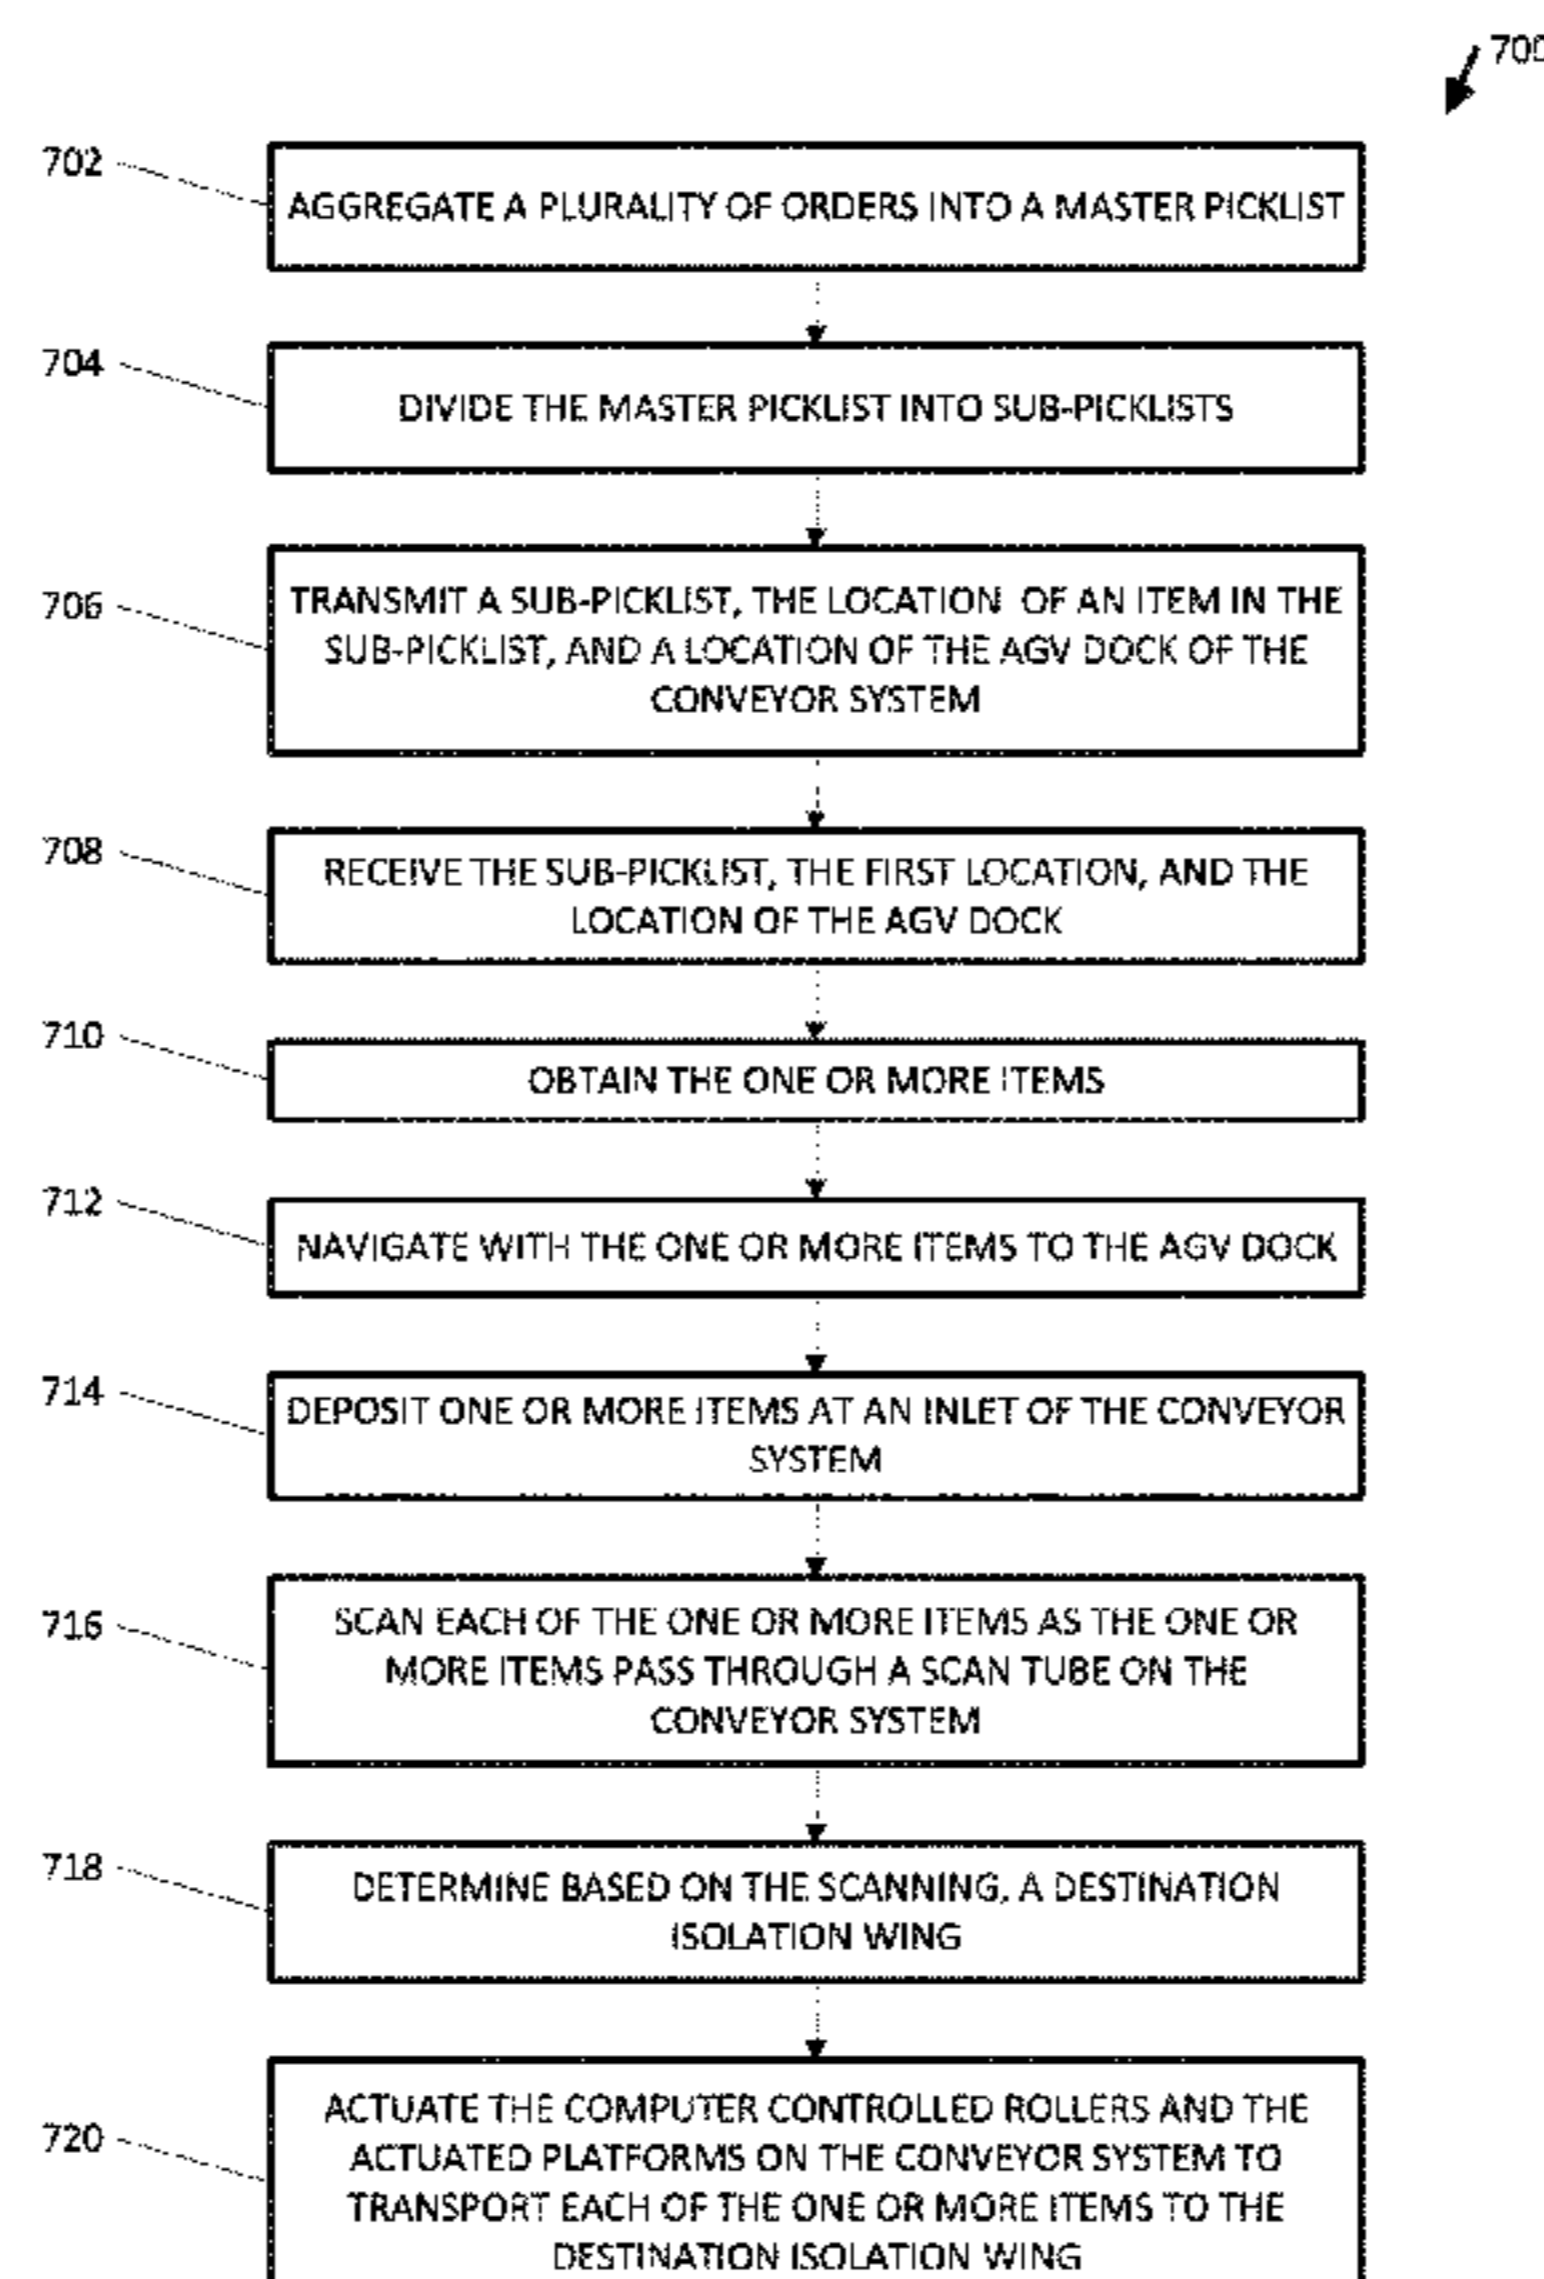 700
702
AGGREGATE A PLURALITY OF ORDERS INTO A MASTER PICKLIST
704
DIVIDE THE MASTER PICKLIST INTO SUB-PICKLISTS
706
TRANSMIT A SUB-PICKLIST, THE LOCATION OF AN ITEM IN THE
SUB-PICKLIST, AND A LOCATION OF THE AGV DOCK OF THE
CONVEYOR SYSTEM
708
RECEIVE THE SUB-PICKLIST, THE FIRST LOCATION, AND THE
LOCATION OF THE AGV DOCK
710
OBTAIN THE ONE OR MORE ITEMS
712
NAVIGATE WITH THE ONE OR MORE ITEMS TO THE AGV DOCK
714
DEPOSIT ONE OR MORE ITEMS AT AN INLET OF THE CONVEYOR
SYSTEM
716
SCAN EACH OF THE ONE OR MORE ITEMS AS THE ONE OR
MORE ITEMS PASS THROUGH A SCAN TUBE ON THE
CONVEYOR SYSTEM
718
DETERMINE BASED ON THE SCANNING, A DESTINATION
ISOLATION WING
720
ACTUATE THE COMPUTER CONTROLLED ROLLERS AND THE
ACTUATED PLATFORMS ON THE CONVEYOR SYSTEM TO
TRANSPORT EACH OF THE ONE OR MORE ITEMS TO THE
DESTINATION ISOLATION WING